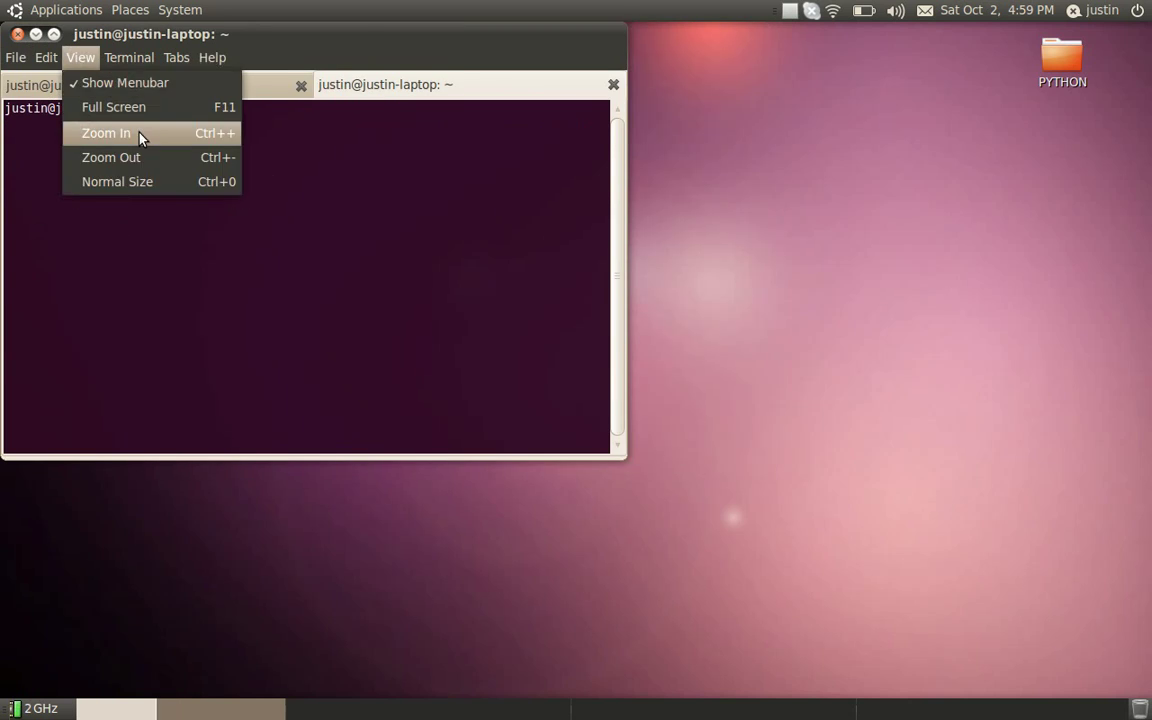 Applications Places System
Sat Oct 2, 4:59 PM justin
justin@justin-laptop: ~
PYTHON
File Edit View Terminal Tabs Help
justin@ju
justin@justin-laptop: ~
✓ Show Menubar
justin@j
Full Screen F11
Zoom In Ctrl++
Zoom Out Ctrl+-
Normal Size Ctrl+0
2 GHz